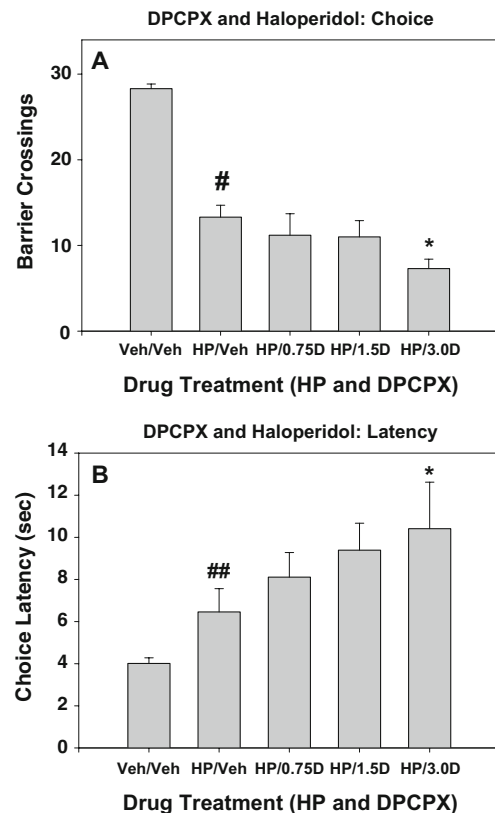 DPCPX and Haloperidol: Choice
A
30
20
10
0
Barrier Crossings
#
*
Veh/Veh HP/Veh HP/0.75D HP/1.5D HP/3.0D
Drug Treatment (HP and DPCPX)
DPCPX and Haloperidol: Latency
B
14
12
10
8
6
4
2
0
Choice Latency (sec)
##
*
Veh/Veh HP/Veh HP/0.75D HP/1.5D HP/3.0D
Drug Treatment (HP and DPCPX)